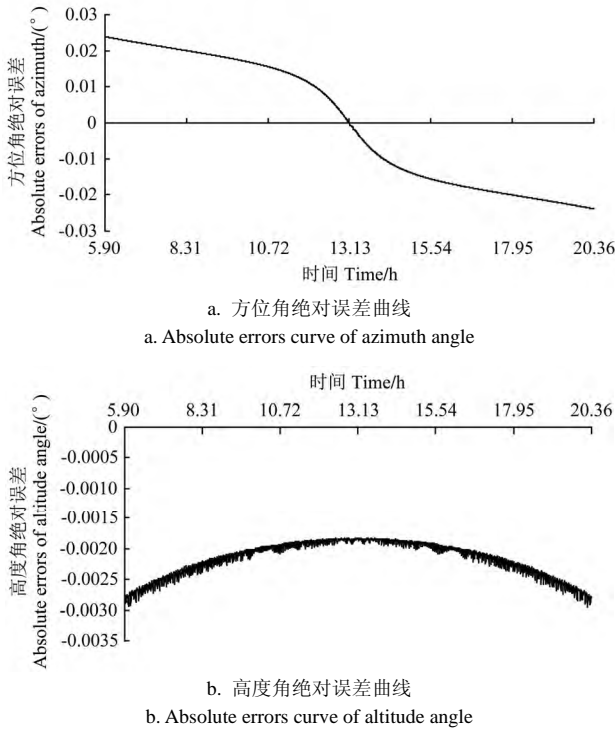 0.03
0.02
0.01
0
-0.01
-0.02
-0.03
方位角绝对误差
Absolute errors of azimuth/(°)
5.90 8.31 10.72 13.13 15.54 17.95 20.36
时间 Time/h
a. 方位角绝对误差曲线
a. Absolute errors curve of azimuth angle
时间 Time/h
5.90 8.31 10.72 13.13 15.54 17.95 20.36
0
-0.0005
-0.0010
-0.0015
-0.0020
-0.0025
-0.0030
-0.0035
高度角绝对误差
Absolute errors of altitude angle/(°)
b. 高度角绝对误差曲线
b. Absolute errors curve of altitude angle